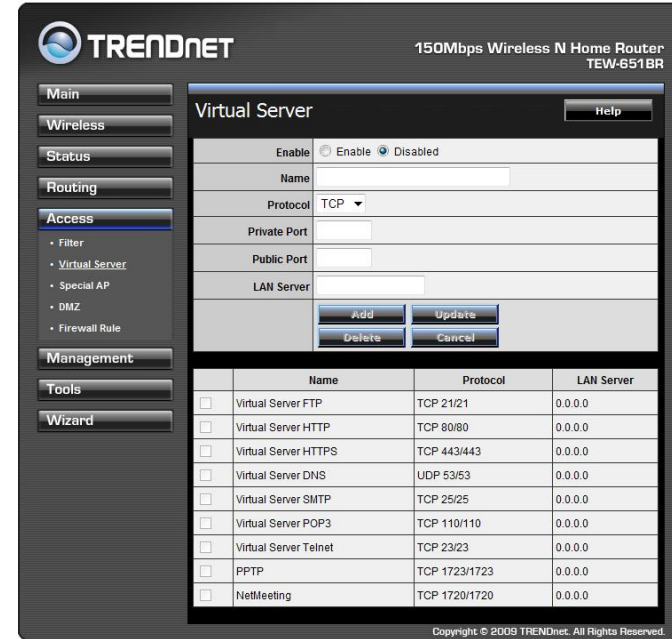 TRENDNET
150Mbps Wireless N Home Router
TEW-651BR
Main
Wireless
Status
Routing
Access
• Filter
• Virtual Server
• Special AP
• DMZ
• Firewall Rule
Management
Tools
Wizard
Virtual Server
Help
Enable Enable Disabled
Name
Protocol TCP
Private Port
Public Port
LAN Server
Add Update
Delete Cancel
Name Protocol LAN Server
Virtual Server FTP TCP 21/21 0.0.0.0
Virtual Server HTTP TCP 80/80 0.0.0.0
Virtual Server HTTPS TCP 443/443 0.0.0.0
Virtual Server DNS UDP 53/53 0.0.0.0
Virtual Server SMTP TCP 25/25 0.0.0.0
Virtual Server POP3 TCP 110/110 0.0.0.0
Virtual Server Telnet TCP 23/23 0.0.0.0
PPTP TCP 1723/1723 0.0.0.0
NetMeeting TCP 1720/1720 0.0.0.0
Copyright © 2009 TRENDnet. All Rights Reserved.